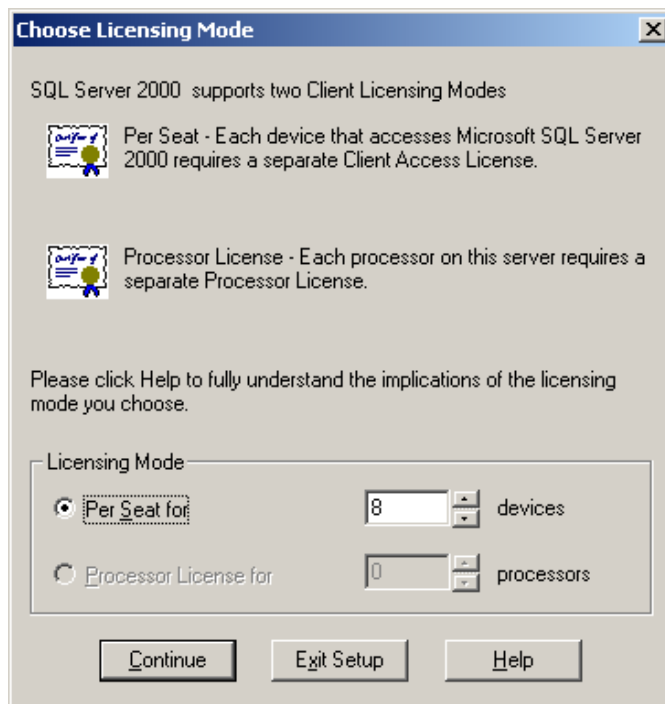 Choose Licensing Mode
SQL Server 2000 supports two Client Licensing Modes
Per Seat - Each device that accesses Microsoft SQL Server
2000 requires a separate Client Access License.
Processor License - Each processor on this server requires a
separate Processor License.
Please click Help to fully understand the implications of the licensing
mode you choose.
Licensing Mode
Per Seat for 8 devices
Processor License for 0 processors
Continue Exit Setup Help